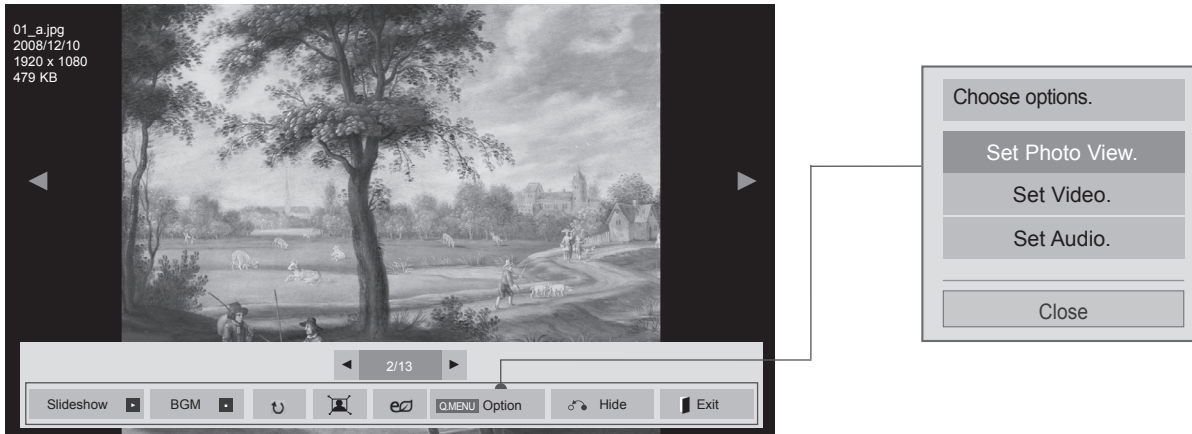 01_a.jpg
2008/12/10
1920 x 1080
479 KB
2/13
Slideshow
BGM
Q.MENU Option
Hide
Exit
Choose options.
Set Photo View.
Set Video.
Set Audio.
Close